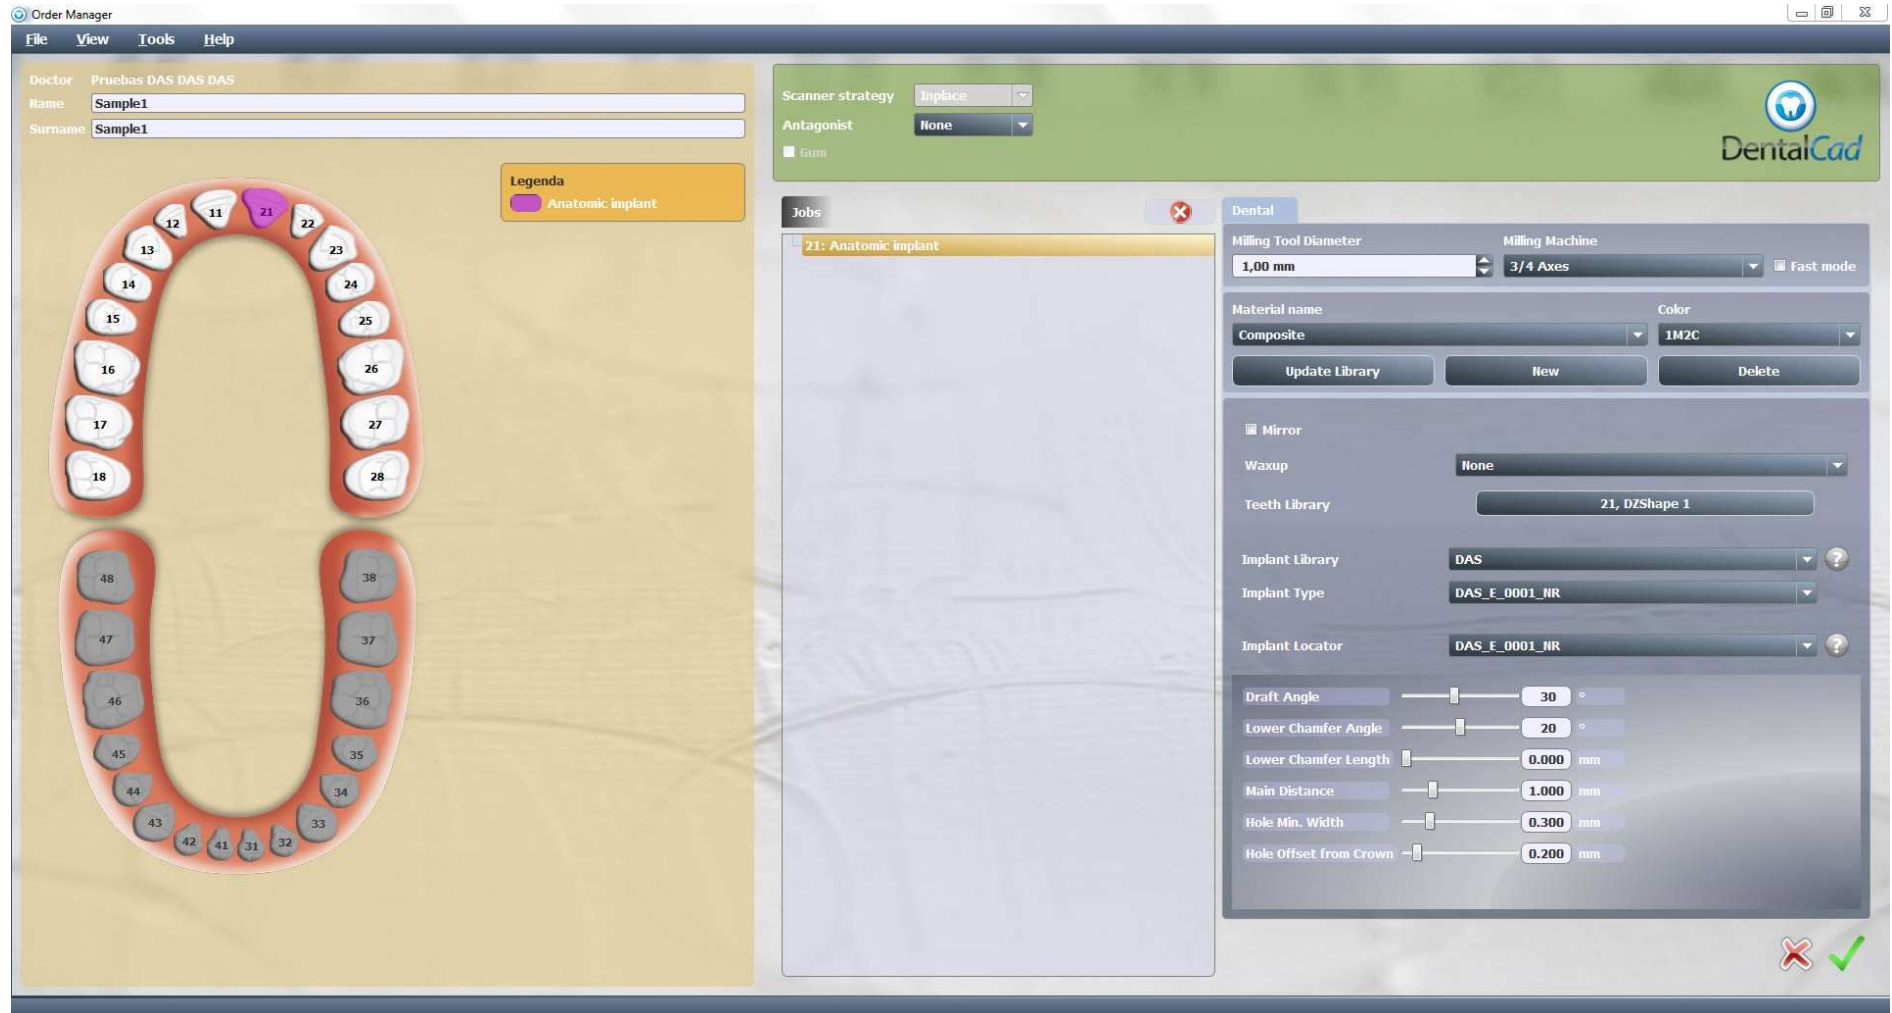 Order Manager
File View Tools Help
Doctor Pruebas DAS DAS DAS
Name Sample1
Surname Sample1
Legenda
Anatomic implant
11 21
12 22
13 23
14 24
15 25
16 26
17 27
18 28
48 38
47 37
46 36
45 35
44 34
43 33
42 41 31 32
Scanner strategy Inplace
Antagonist None
Gum
DentalCad
Jobs
21: Anatomic implant
Dental
Milling Tool Diameter Milling Machine
1,00 mm 3/4 Axes Fast mode
Material name Color
Composite 1M2C
Update Library New Delete
Mirror
Waxup None
Teeth Library 21, DZShape 1
Implant Library DAS ?
Implant Type DAS_E_0001_NR
Implant Locator DAS_E_0001_NR ?
Draft Angle 30 °
Lower Chamfer Angle 20 °
Lower Chamfer Length 0.000 mm
Main Distance 1.000 mm
Hole Min. Width 0.300 mm
Hole Offset from Crown 0.200 mm